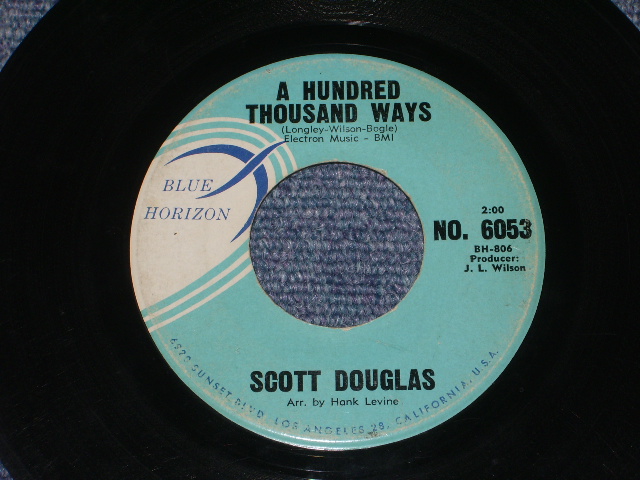 A HUNDRED
THOUSAND WAYS
(Longley-Wilson-Bogle)
Electron Music - BMI
BLUE
HORIZON
2:00
NO. 6053
BH-806
Producer:
J. L. Wilson
SCOTT DOUGLAS
Arr. by Hank Levine
6920 SUNSET BLVD. LOS ANGELES 28, CALIFORNIA, U.S.A.